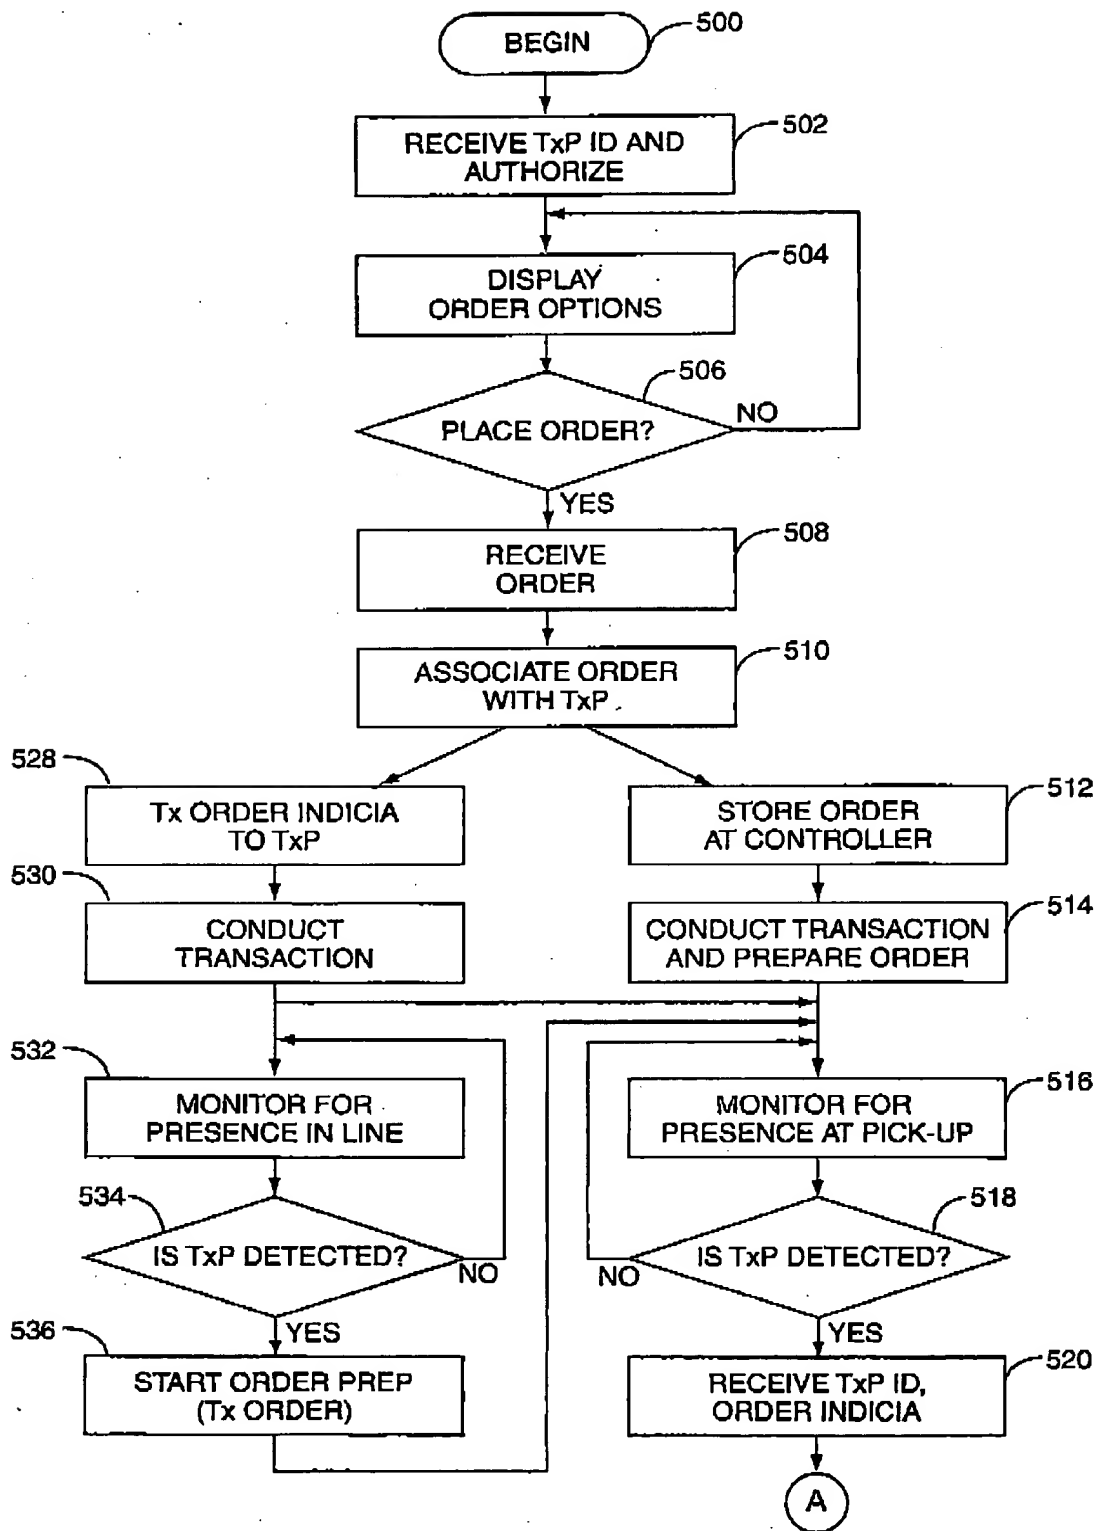 BEGIN
500
RECEIVE TxP ID AND
AUTHORIZE
502
DISPLAY
ORDER OPTIONS
504
PLACE ORDER?
506
NO
YES
RECEIVE
ORDER
508
ASSOCIATE ORDER
WITH TxP
510
528
Tx ORDER INDICIA
TO TxP
STORE ORDER
AT CONTROLLER
512
530
CONDUCT
TRANSACTION
CONDUCT TRANSACTION
AND PREPARE ORDER
514
532
MONITOR FOR
PRESENCE IN LINE
MONITOR FOR
PRESENCE AT PICK-UP
516
534
IS TxP DETECTED?
NO
YES
518
IS TxP DETECTED?
NO
YES
536
START ORDER PREP
(Tx ORDER)
RECEIVE TxP ID,
ORDER INDICIA
520
A